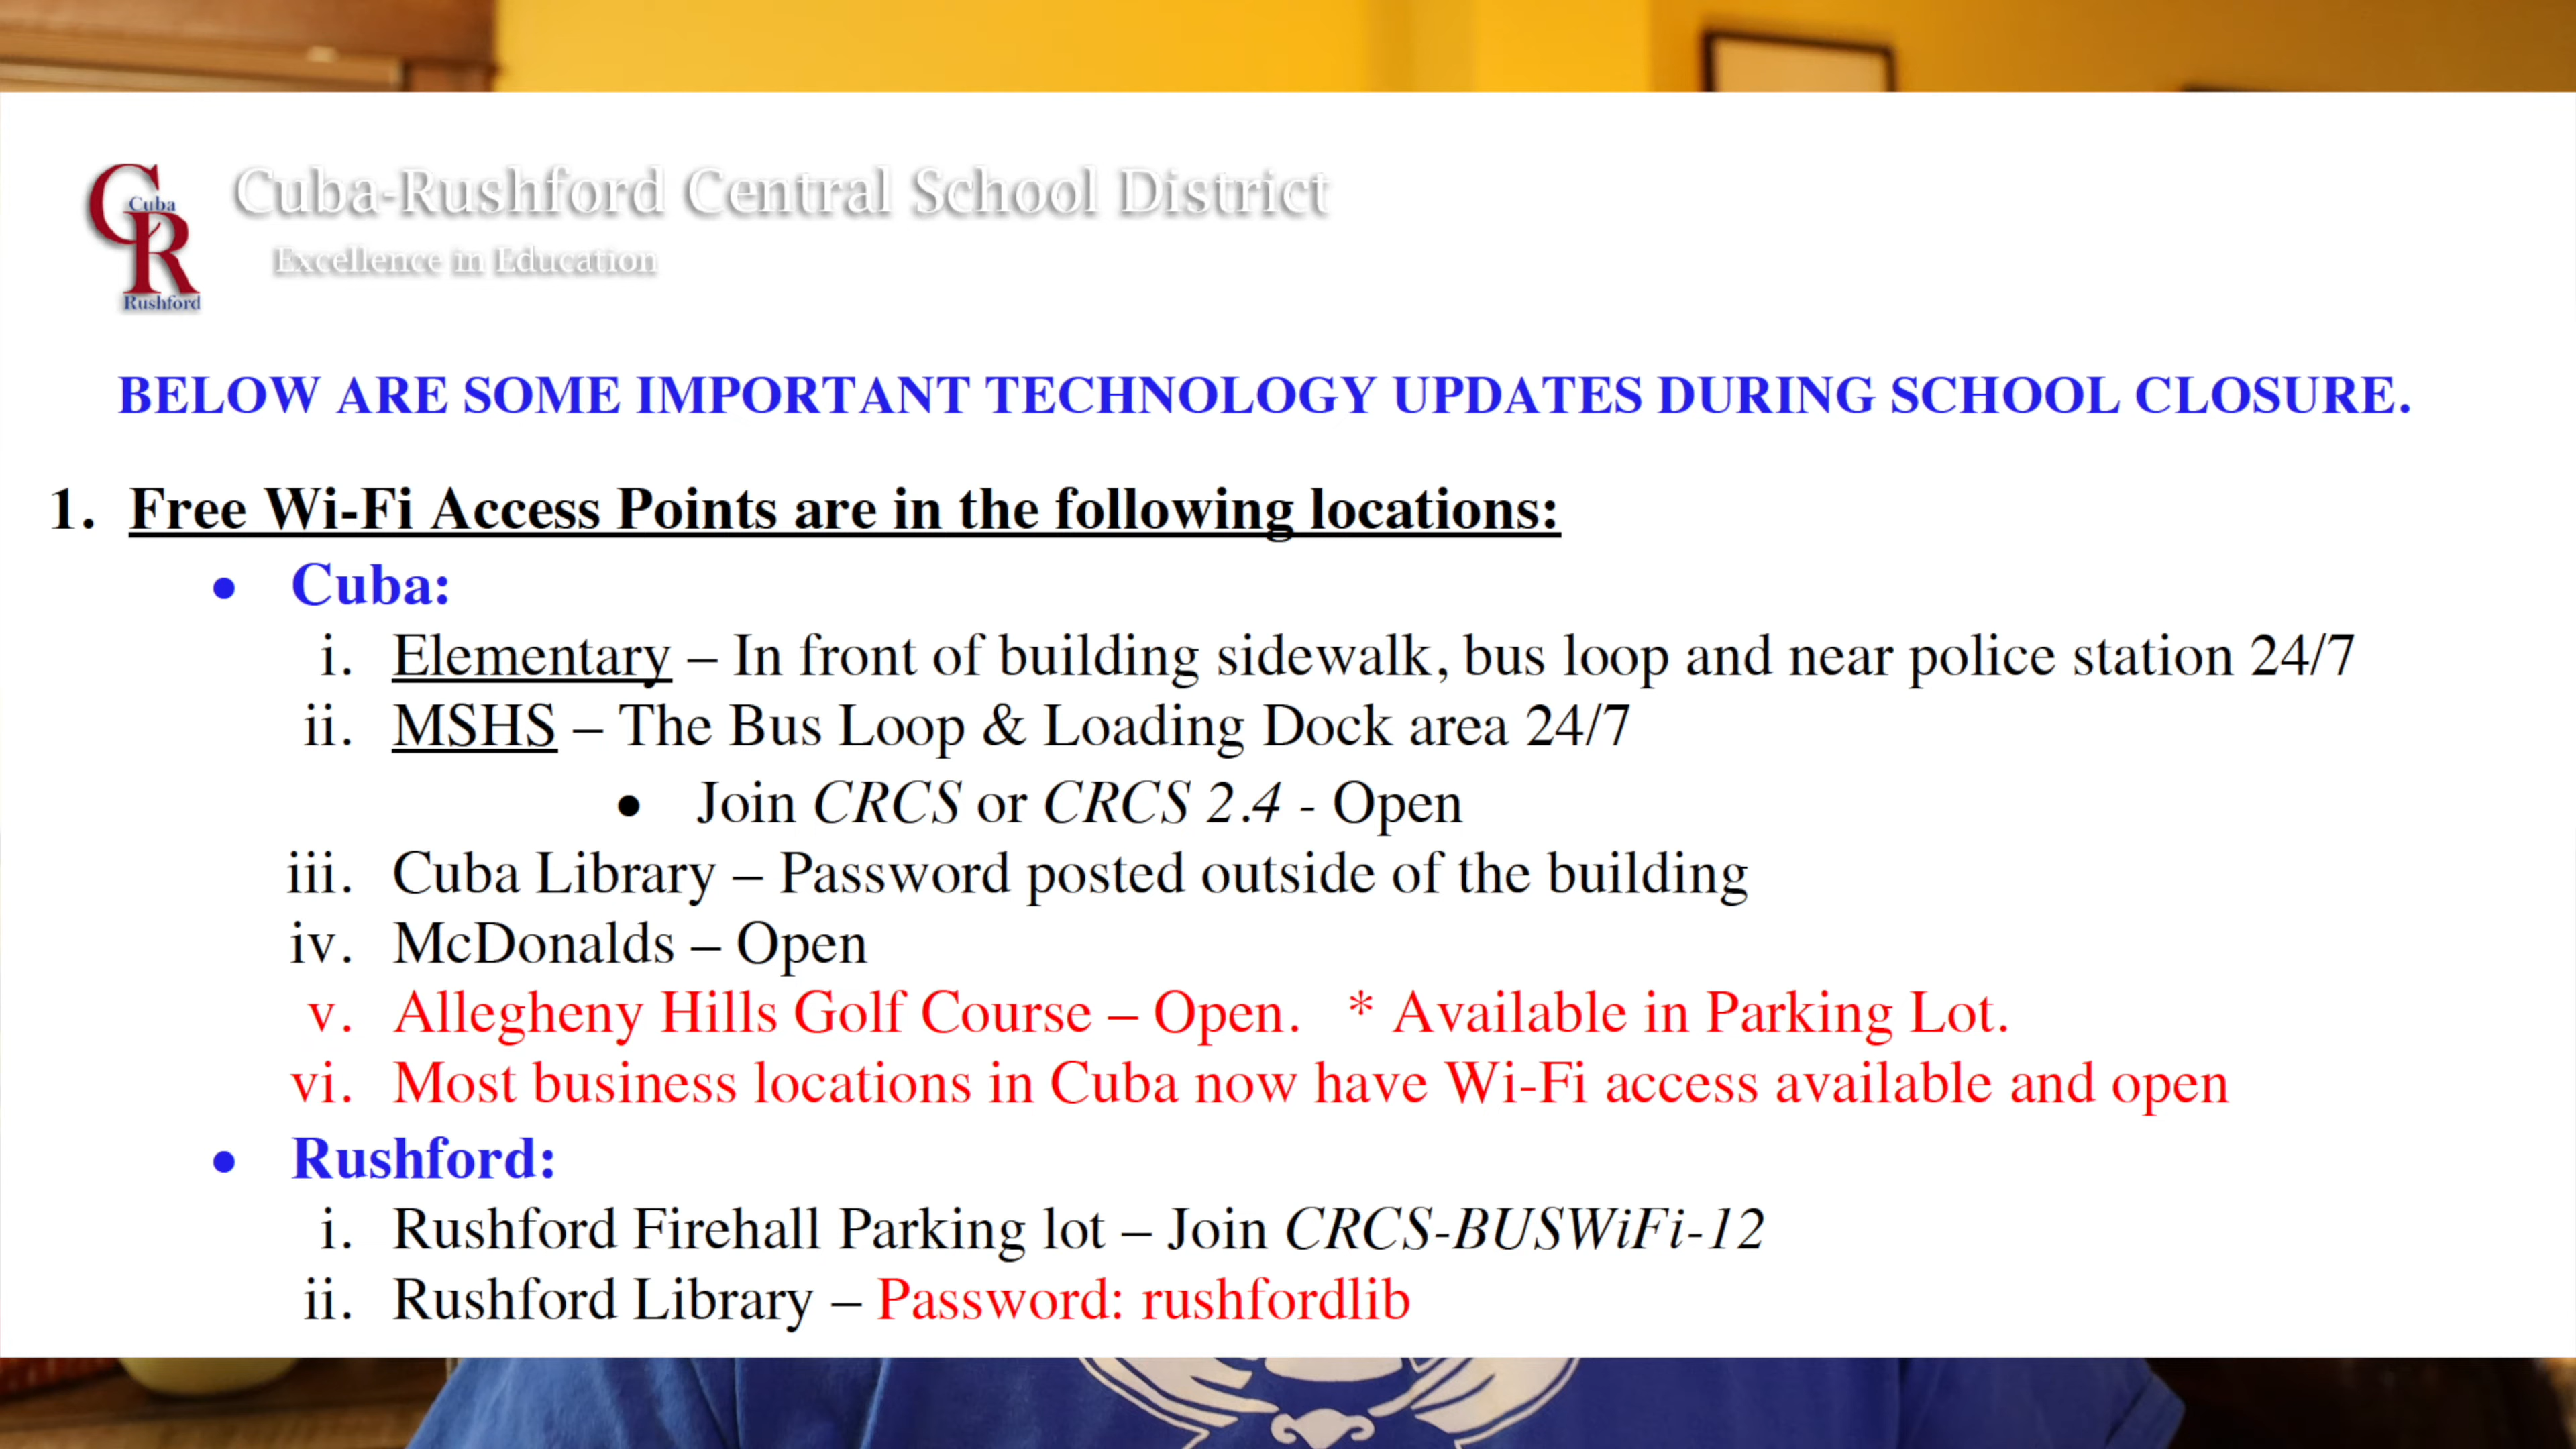 Cuba
Rushford
Cuba-Rushford Central School District
Excellence in Education
BELOW ARE SOME IMPORTANT TECHNOLOGY UPDATES DURING SCHOOL CLOSURE.
1. Free Wi-Fi Access Points are in the following locations:
• Cuba:
i. Elementary – In front of building sidewalk, bus loop and near police station 24/7
ii. MSHS – The Bus Loop & Loading Dock area 24/7
• Join CRCS or CRCS 2.4 - Open
iii. Cuba Library – Password posted outside of the building
iv. McDonalds – Open
v. Allegheny Hills Golf Course – Open. * Available in Parking Lot.
vi. Most business locations in Cuba now have Wi-Fi access available and open
• Rushford:
i. Rushford Firehall Parking lot – Join CRCS-BUSWiFi-12
ii. Rushford Library – Password: rushfordlib